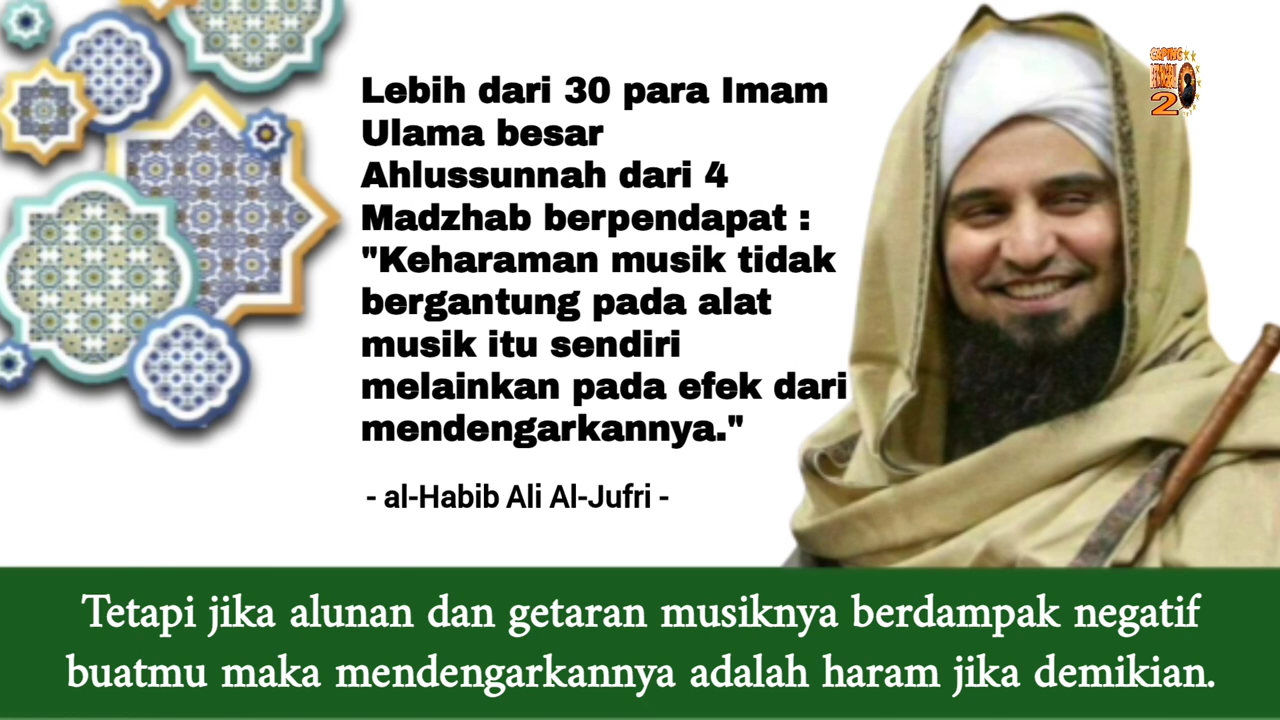 Lebih dari 30 para Imam
Ulama besar
Ahlussunnah dari 4
Madzhab berpendapat :
"Keharaman musik tidak
bergantung pada alat
musik itu sendiri
melainkan pada efek dari
mendengarkannya."
- al-Habib Ali Al-Jufri -
Tetapi jika alunan dan getaran musiknya berdampak negatif
buatmu maka mendengarkannya adalah haram jika demikian.
CAPING
20